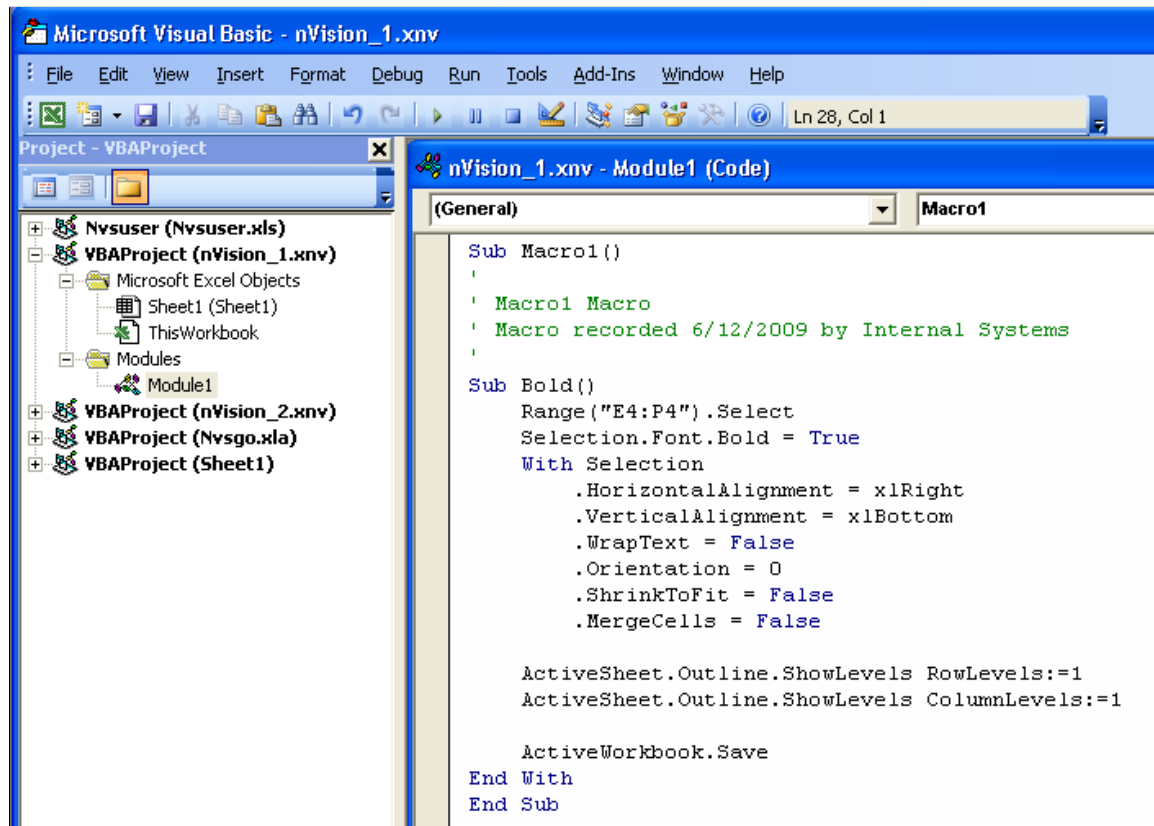 Microsoft Visual Basic - nVision_1.xnv
File Edit View Insert Format Debug Run Tools Add-Ins Window Help
Ln 28, Col 1
Project - VBAProject
Nvsuser (Nvsuser.xls)
VBAProject (nVision_1.xnv)
Microsoft Excel Objects
Sheet1 (Sheet1)
ThisWorkbook
Modules
Module1
VBAProject (nVision_2.xnv)
VBAProject (Nvsgo.xla)
VBAProject (Sheet1)
nVision_1.xnv - Module1 (Code)
(General) Macro1
Sub Macro1()
'
' Macro1 Macro
' Macro recorded 6/12/2009 by Internal Systems
'
Sub Bold()
    Range("E4:P4").Select
    Selection.Font.Bold = True
    With Selection
        .HorizontalAlignment = xlRight
        .VerticalAlignment = xlBottom
        .WrapText = False
        .Orientation = 0
        .ShrinkToFit = False
        .MergeCells = False
    ActiveSheet.Outline.ShowLevels RowLevels:=1
    ActiveSheet.Outline.ShowLevels ColumnLevels:=1
    ActiveWorkbook.Save
End With
End Sub